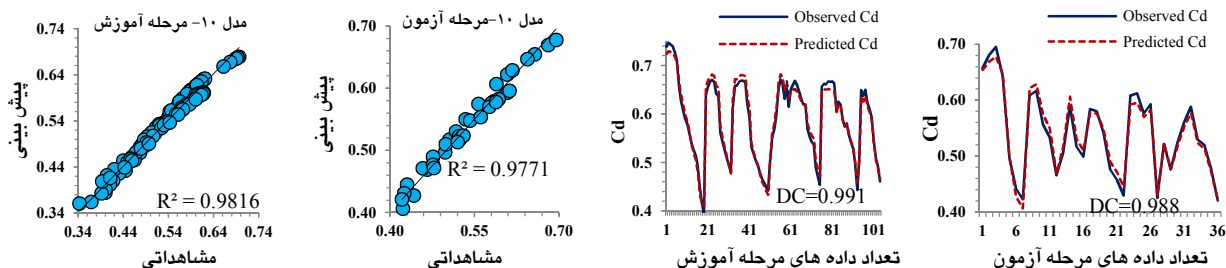 مدل ۱۰- مرحله آموزش
0.74
0.64
0.54
0.44
0.34
پیش بینی
R² = 0.9816
0.34 0.44 0.54 0.64 0.74
مشاهداتی
مدل ۱۰-مرحله آزمون
0.70
0.60
0.50
0.40
پیش بینی
R² = 0.9771
0.40 0.50 0.60 0.70
مشاهداتی
Observed Cd
Predicted Cd
0.7
0.6
0.5
0.4
Cd
DC=0.991
1 21 41 61 81 101
تعداد داده های مرحله آموزش
Observed Cd
Predicted Cd
0.70
0.60
0.50
0.40
Cd
DC=0.988
1 6 11 16 21 26 31 36
تعداد داده های مرحله آزمون